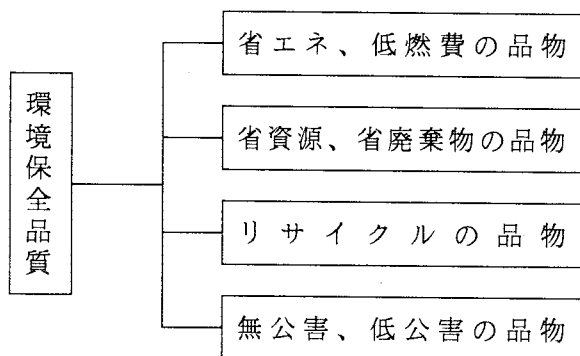 環境保全品質
省エネ、低燃費の品物
省資源、省廃棄物の品物
リサイクルの品物
無公害、低公害の品物